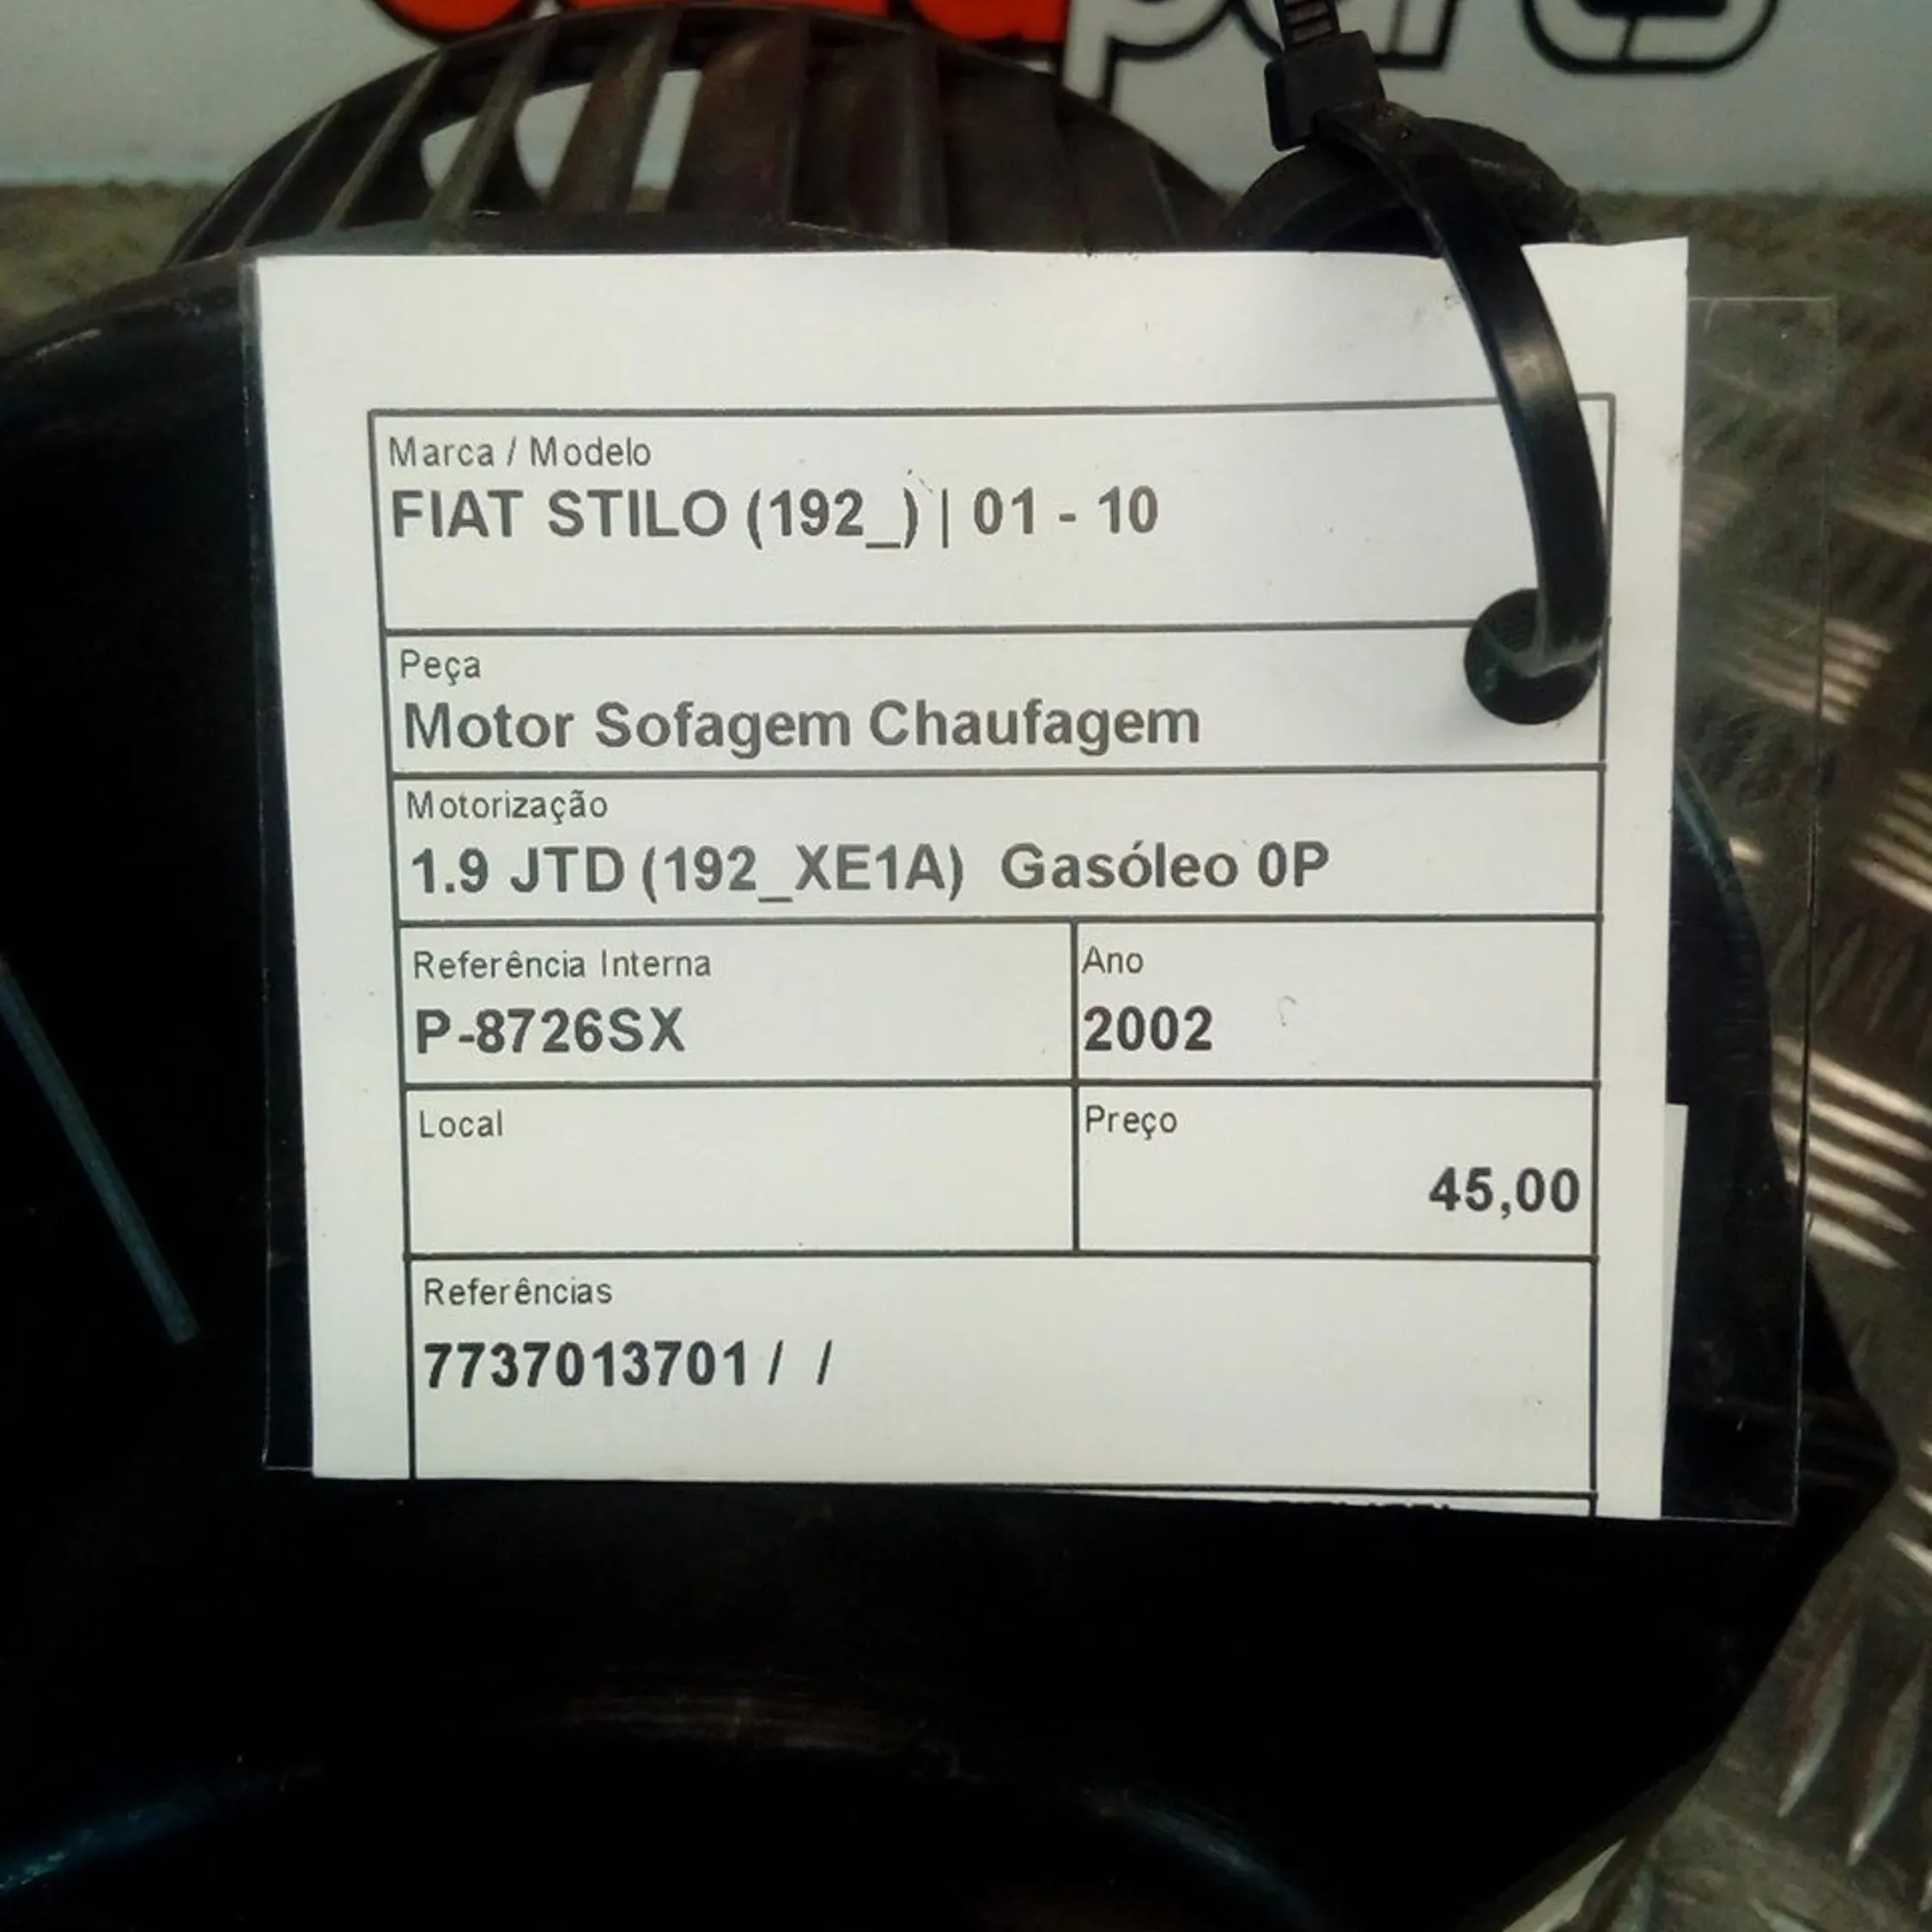 Marca / Modelo
FIAT STILO (192_) | 01 - 10
Peça
Motor Sofagem Chaufagem
Motorização
1.9 JTD (192_XE1A) Gasóleo 0P
Referência Interna
P-8726SX
Ano
2002
Local
Preço
45,00
Referências
7737013701 / /